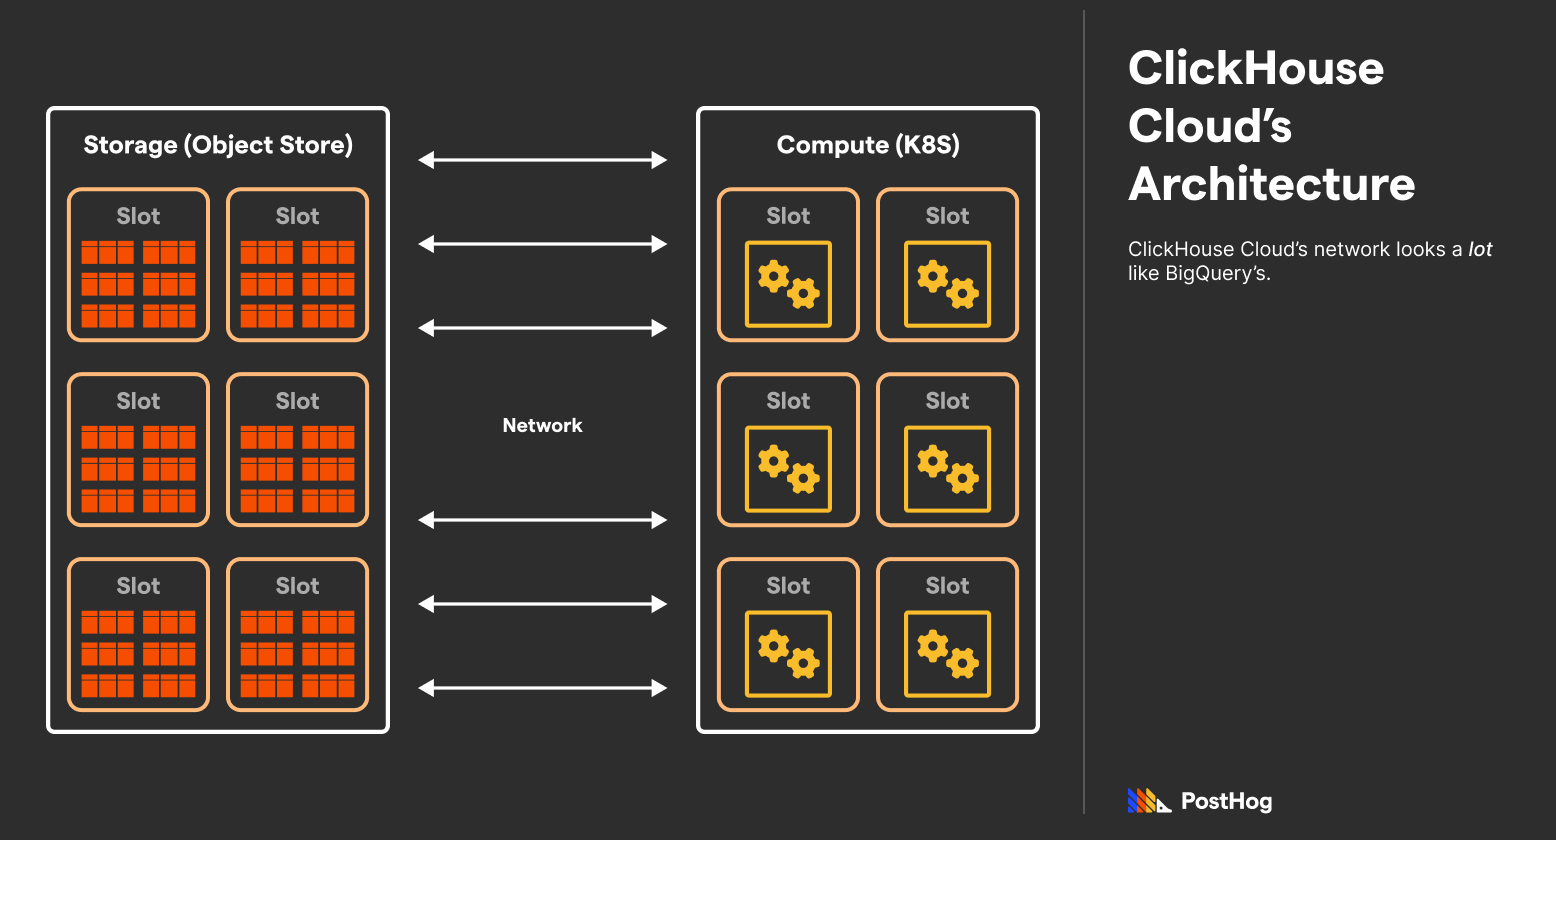 Storage (Object Store)
Slot
Slot
Slot
Slot
Slot
Slot
Network
Compute (K8S)
Slot
Slot
Slot
Slot
Slot
Slot
ClickHouse
Cloud’s
Architecture
ClickHouse Cloud’s network looks a lot
like BigQuery’s.
PostHog